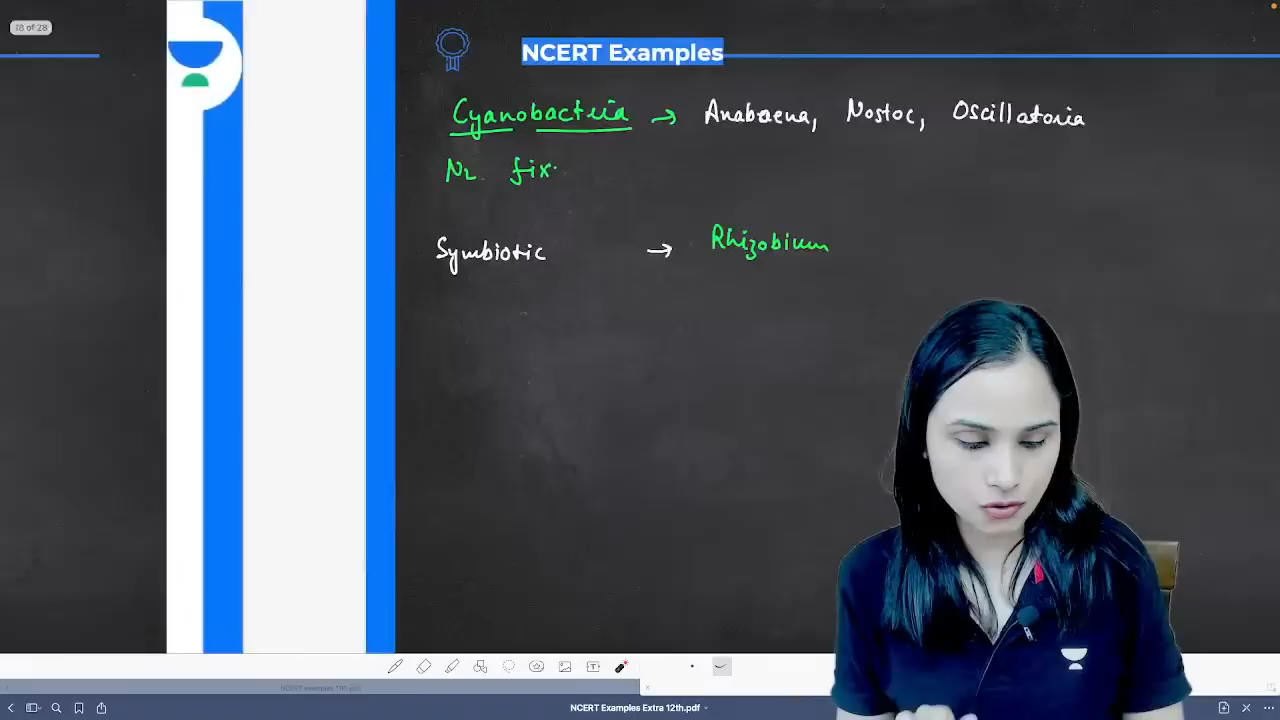 18 of 28
NCERT Examples
Cyanobacteria → Anabaena, Nostoc, Oscillatoria
N2 fix.
Symbiotic → Rhizobium
NCERT Examples Extra 12th.pdf